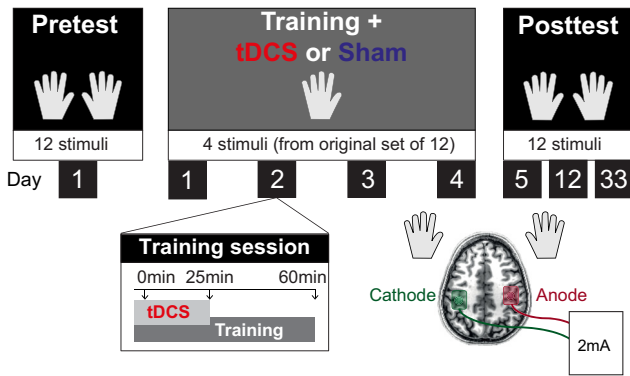 Pretest
12 stimuli
Training +
tDCS or Sham
4 stimuli (from original set of 12)
Posttest
12 stimuli
Day 1 1 2 3 4 5 12 33
Training session
0min 25min 60min
tDCS
Training
Cathode Anode
2mA